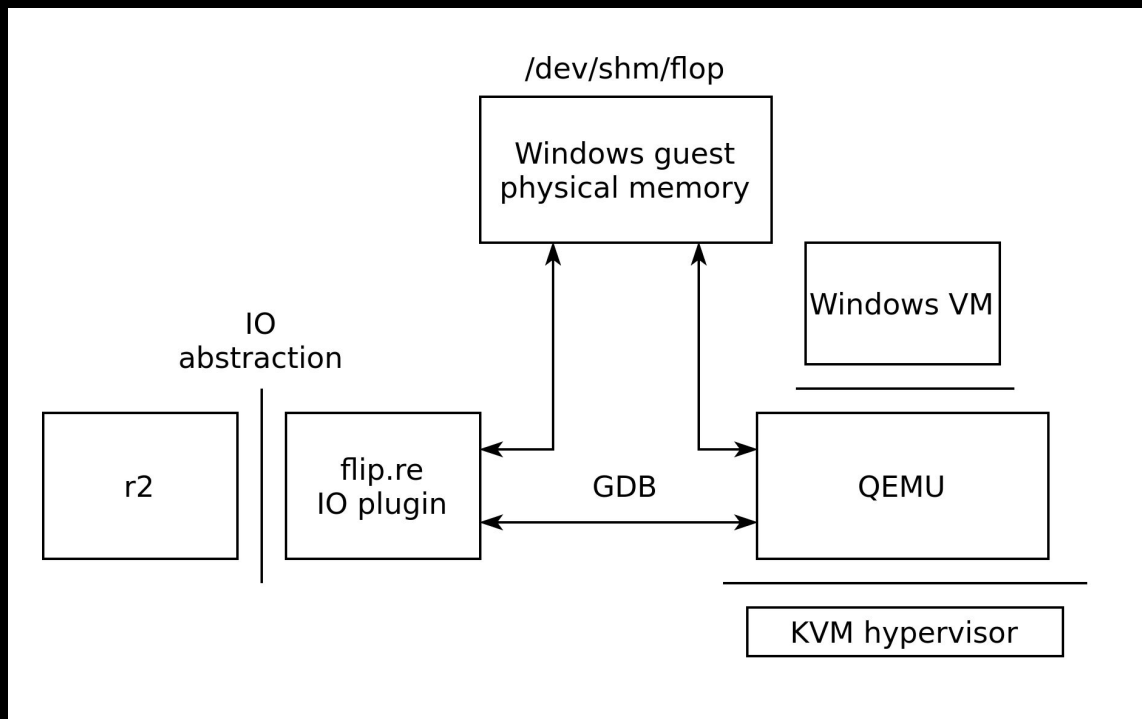 /dev/shm/flop
Windows guest
physical memory
Windows VM
IO
abstraction
r2
flip.re
IO plugin
GDB
QEMU
KVM hypervisor